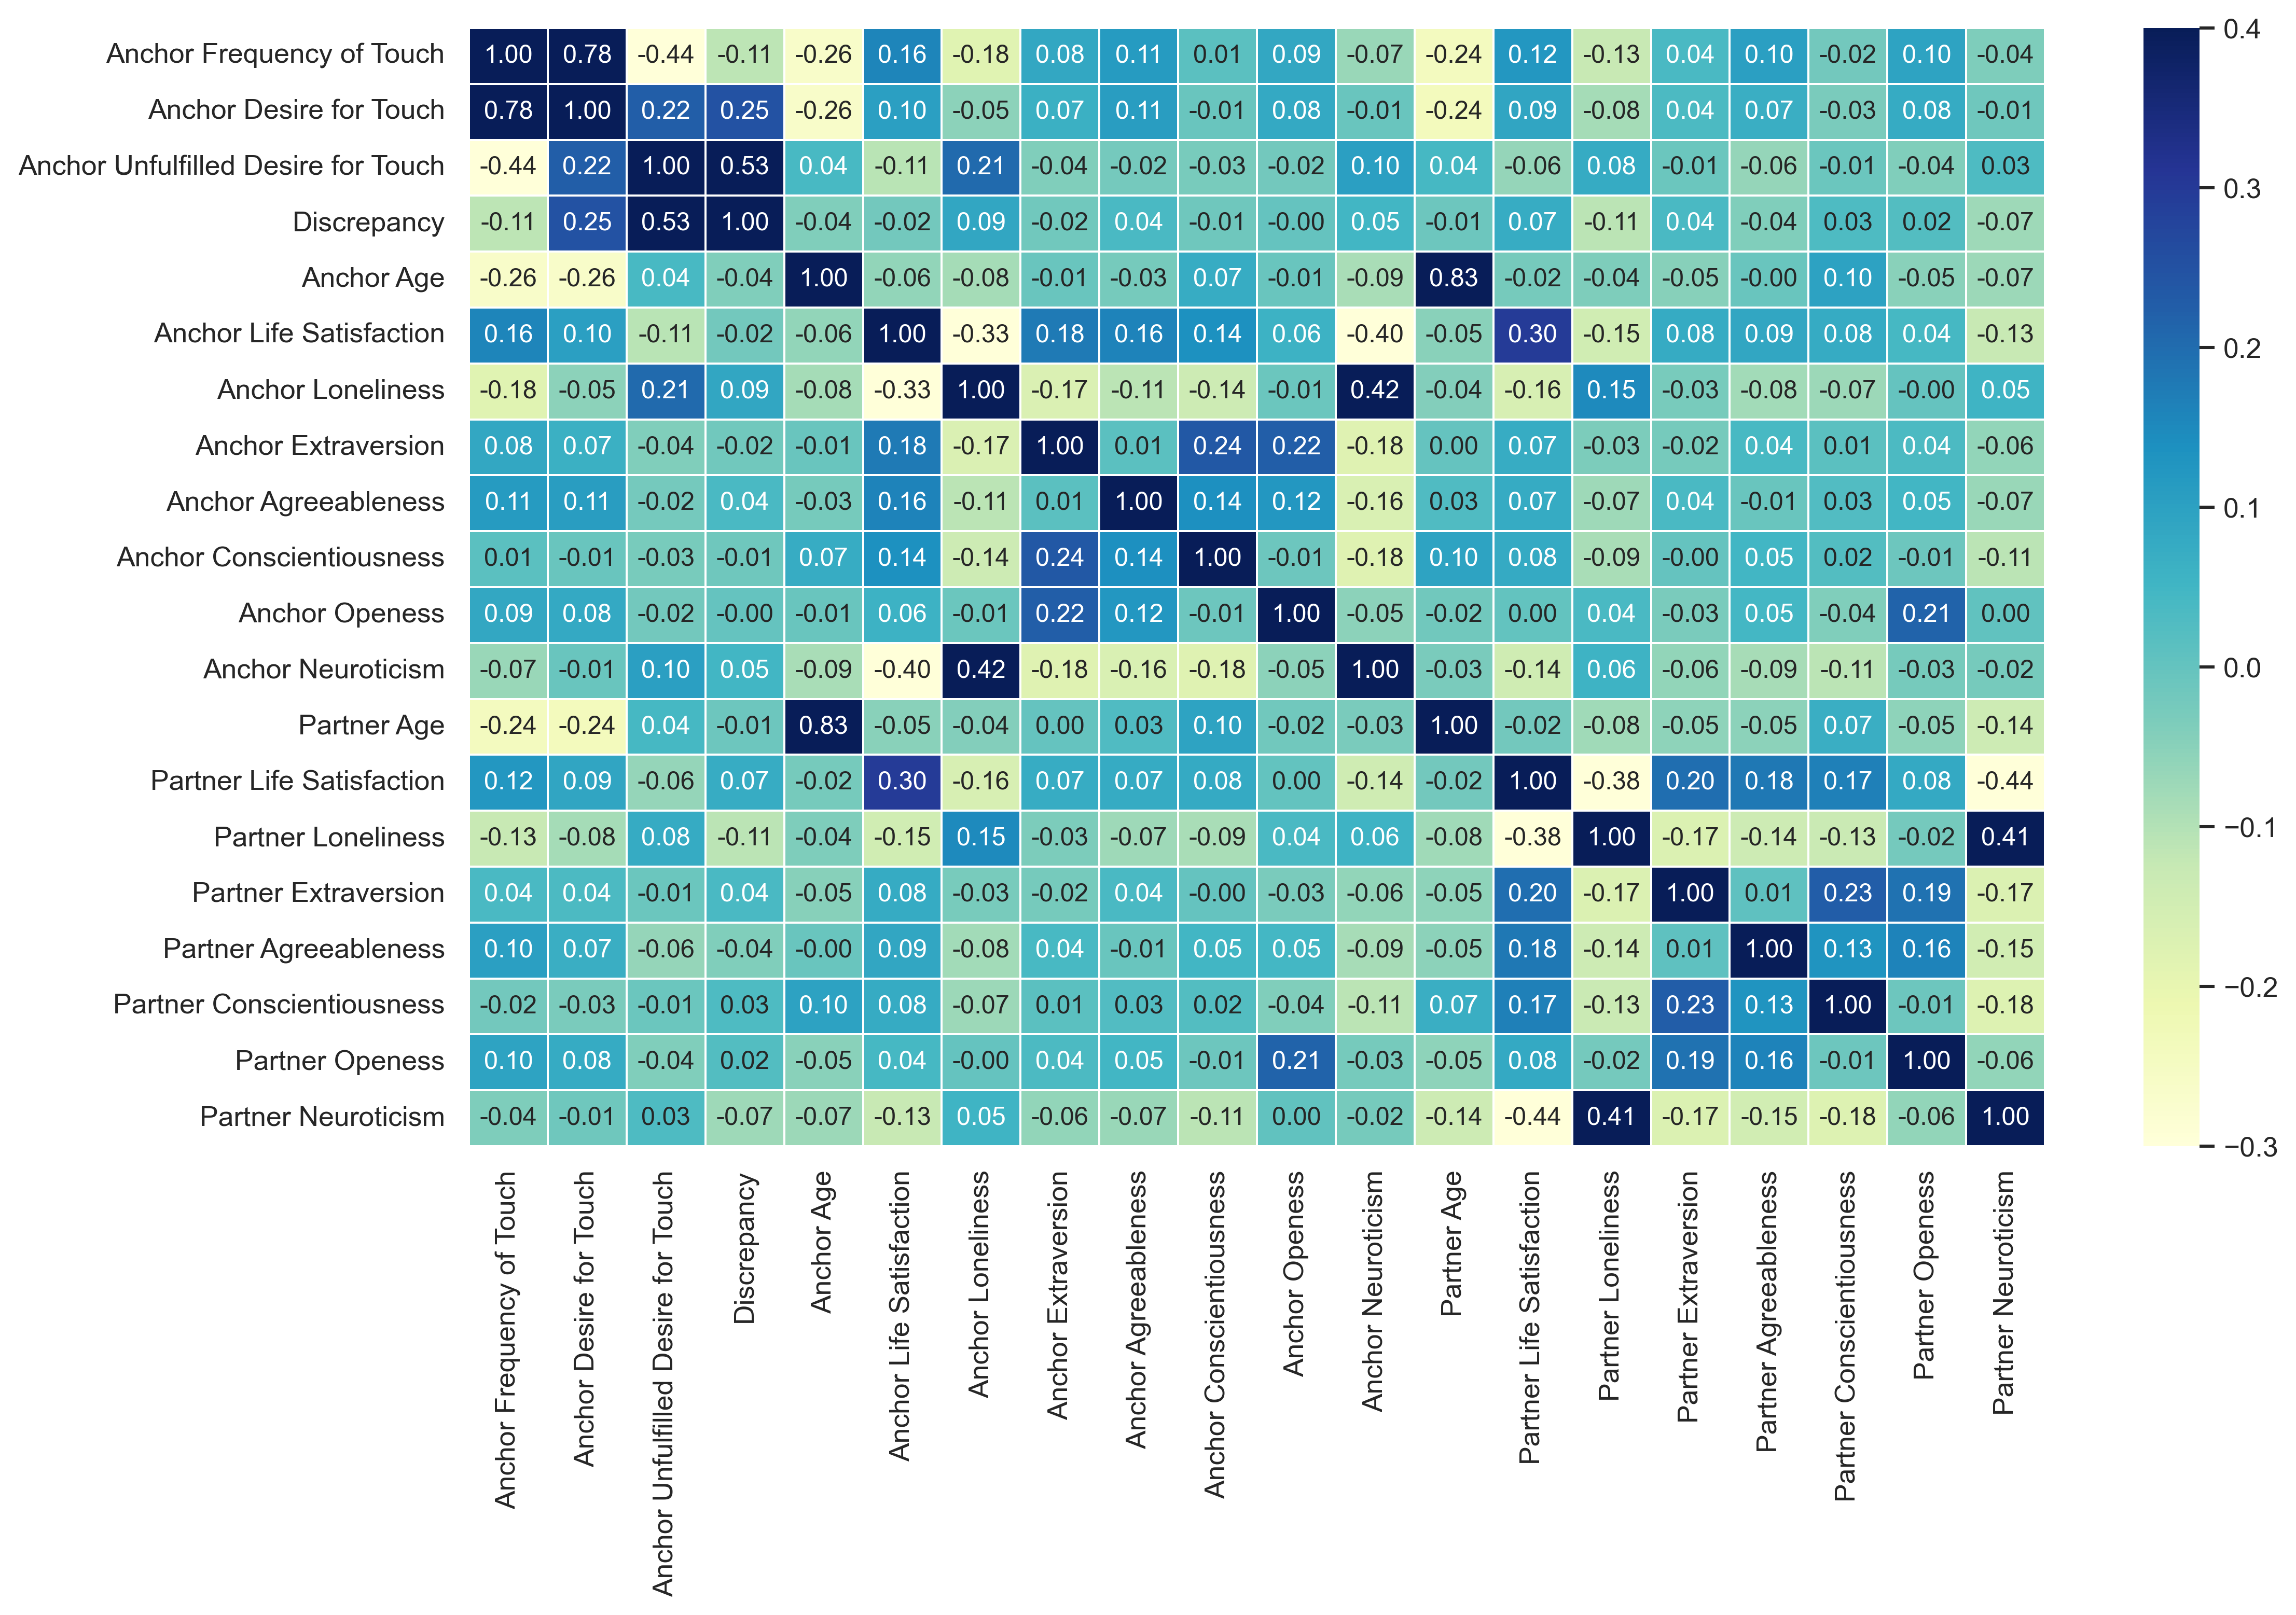 Anchor Frequency of Touch 1.00 0.78 -0.44 -0.11 -0.26 0.16 -0.18 0.08 0.11 0.01 0.09 -0.07 -0.24 0.12 -0.13 0.04 0.10 -0.02 0.10 -0.04
Anchor Desire for Touch 0.78 1.00 0.22 0.25 -0.26 0.10 -0.05 0.07 0.11 -0.01 0.08 -0.01 -0.24 0.09 -0.08 0.04 0.07 -0.03 0.08 -0.01
Anchor Unfulfilled Desire for Touch -0.44 0.22 1.00 0.53 0.04 -0.11 0.21 -0.04 -0.02 -0.03 -0.02 0.10 0.04 -0.06 0.08 -0.01 -0.06 -0.01 -0.04 0.03
Discrepancy -0.11 0.25 0.53 1.00 -0.04 -0.02 0.09 -0.02 0.04 -0.01 -0.00 0.05 -0.01 0.07 -0.11 0.04 -0.04 0.03 0.02 -0.07
Anchor Age -0.26 -0.26 0.04 -0.04 1.00 -0.06 -0.08 -0.01 -0.03 0.07 -0.01 -0.09 0.83 -0.02 -0.04 -0.05 -0.00 0.10 -0.05 -0.07
Anchor Life Satisfaction 0.16 0.10 -0.11 -0.02 -0.06 1.00 -0.33 0.18 0.16 0.14 0.06 -0.40 -0.05 0.30 -0.15 0.08 0.09 0.08 0.04 -0.13
Anchor Loneliness -0.18 -0.05 0.21 0.09 -0.08 -0.33 1.00 -0.17 -0.11 -0.14 -0.01 0.42 -0.04 -0.16 0.15 -0.03 -0.08 -0.07 -0.00 0.05
Anchor Extraversion 0.08 0.07 -0.04 -0.02 -0.01 0.18 -0.17 1.00 0.01 0.24 0.22 -0.18 0.00 0.07 -0.03 -0.02 0.04 0.01 0.04 -0.06
Anchor Agreeableness 0.11 0.11 -0.02 0.04 -0.03 0.16 -0.11 0.01 1.00 0.14 0.12 -0.16 0.03 0.07 -0.07 0.04 -0.01 0.03 0.05 -0.07
Anchor Conscientiousness 0.01 -0.01 -0.03 -0.01 0.07 0.14 -0.14 0.24 0.14 1.00 -0.01 -0.18 0.10 0.08 -0.09 -0.00 0.05 0.02 -0.01 -0.11
Anchor Openess 0.09 0.08 -0.02 -0.00 -0.01 0.06 -0.01 0.22 0.12 -0.01 1.00 -0.05 -0.02 0.00 0.04 -0.03 0.05 -0.04 0.21 0.00
Anchor Neuroticism -0.07 -0.01 0.10 0.05 -0.09 -0.40 0.42 -0.18 -0.16 -0.18 -0.05 1.00 -0.03 -0.14 0.06 -0.06 -0.09 -0.11 -0.03 -0.02
Partner Age -0.24 -0.24 0.04 -0.01 0.83 -0.05 -0.04 0.00 0.03 0.10 -0.02 -0.03 1.00 -0.02 -0.08 -0.05 -0.05 0.07 -0.05 -0.14
Partner Life Satisfaction 0.12 0.09 -0.06 0.07 -0.02 0.30 -0.16 0.07 0.07 0.08 0.00 -0.14 -0.02 1.00 -0.38 0.20 0.18 0.17 0.08 -0.44
Partner Loneliness -0.13 -0.08 0.08 -0.11 -0.04 -0.15 0.15 -0.03 -0.07 -0.09 0.04 0.06 -0.08 -0.38 1.00 -0.17 -0.14 -0.13 -0.02 0.41
Partner Extraversion 0.04 0.04 -0.01 0.04 -0.05 0.08 -0.03 -0.02 0.04 -0.00 -0.03 -0.06 -0.05 0.20 -0.17 1.00 0.01 0.23 0.19 -0.17
Partner Agreeableness 0.10 0.07 -0.06 -0.04 -0.00 0.09 -0.08 0.04 -0.01 0.05 0.05 -0.09 -0.05 0.18 -0.14 0.01 1.00 0.13 0.16 -0.15
Partner Conscientiousness -0.02 -0.03 -0.01 0.03 0.10 0.08 -0.07 0.01 0.03 0.02 -0.04 -0.11 0.07 0.17 -0.13 0.23 0.13 1.00 -0.01 -0.18
Partner Openess 0.10 0.08 -0.04 0.02 -0.05 0.04 -0.00 0.04 0.05 -0.01 0.21 -0.03 -0.05 0.08 -0.02 0.19 0.16 -0.01 1.00 -0.06
Partner Neuroticism -0.04 -0.01 0.03 -0.07 -0.07 -0.13 0.05 -0.06 -0.07 -0.11 0.00 -0.02 -0.14 -0.44 0.41 -0.17 -0.15 -0.18 -0.06 1.00
Anchor Frequency of Touch
Anchor Desire for Touch
Anchor Unfulfilled Desire for Touch
Discrepancy
Anchor Age
Anchor Life Satisfaction
Anchor Loneliness
Anchor Extraversion
Anchor Agreeableness
Anchor Conscientiousness
Anchor Openess
Anchor Neuroticism
Partner Age
Partner Life Satisfaction
Partner Loneliness
Partner Extraversion
Partner Agreeableness
Partner Conscientiousness
Partner Openess
Partner Neuroticism
0.4
0.3
0.2
0.1
0.0
−0.1
−0.2
−0.3